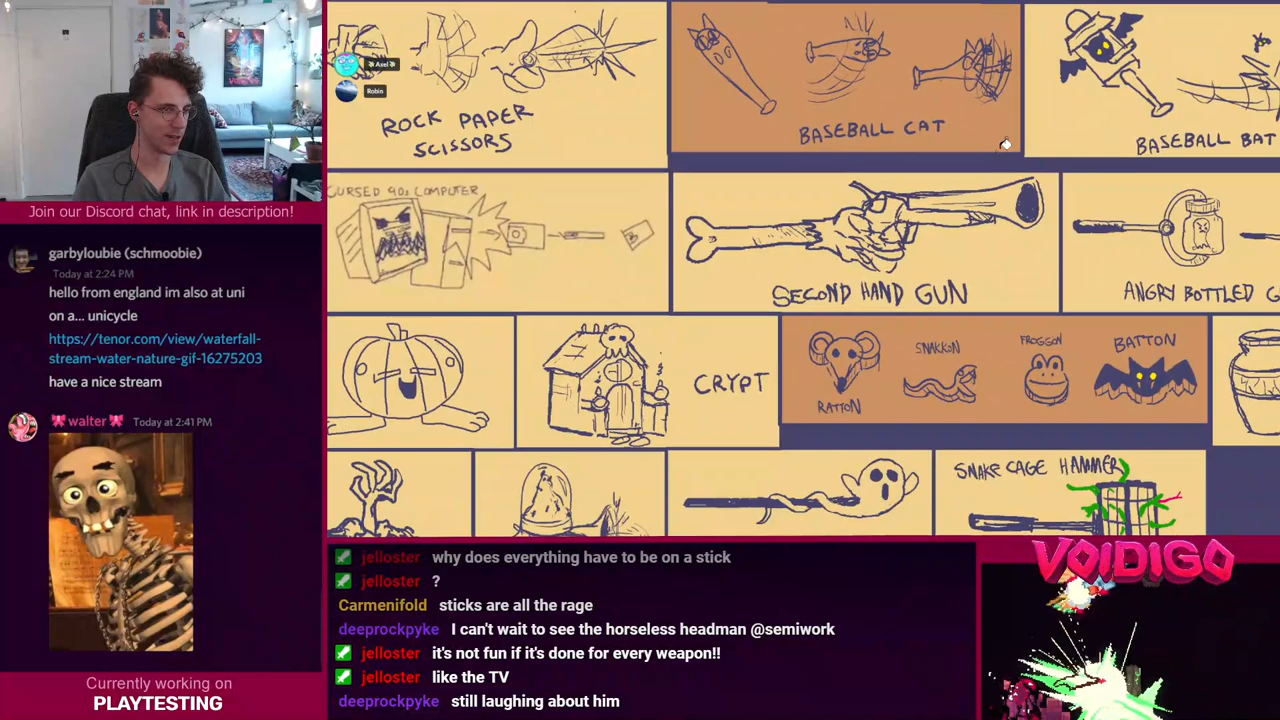 Axel
Robin
ROCK PAPER
SCISSORS
BASEBALL CAT
BASEBALL BAT
CURSED 90s COMPUTER
SECOND HAND GUN
ANGRY BOTTLED
CRYPT
RATTON
SNAKKON
FROGGON
BATTON
SNAKE CAGE HAMMER
Join our Discord chat, link in description!
garbyloubie (schmoobie)
Today at 2:24 PM
hello from england im also at uni
on a... unicycle
https://tenor.com/view/waterfall-
stream-water-nature-gif-16275203
have a nice stream
walter Today at 2:41 PM
Currently working on
PLAYTESTING
jelloster why does everything have to be on a stick
jelloster ?
Carmenifold sticks are all the rage
deeprockpyke I can't wait to see the horseless headman @semiwork
jelloster it's not fun if it's done for every weapon!!
jelloster like the TV
deeprockpyke still laughing about him
VOIDIGO